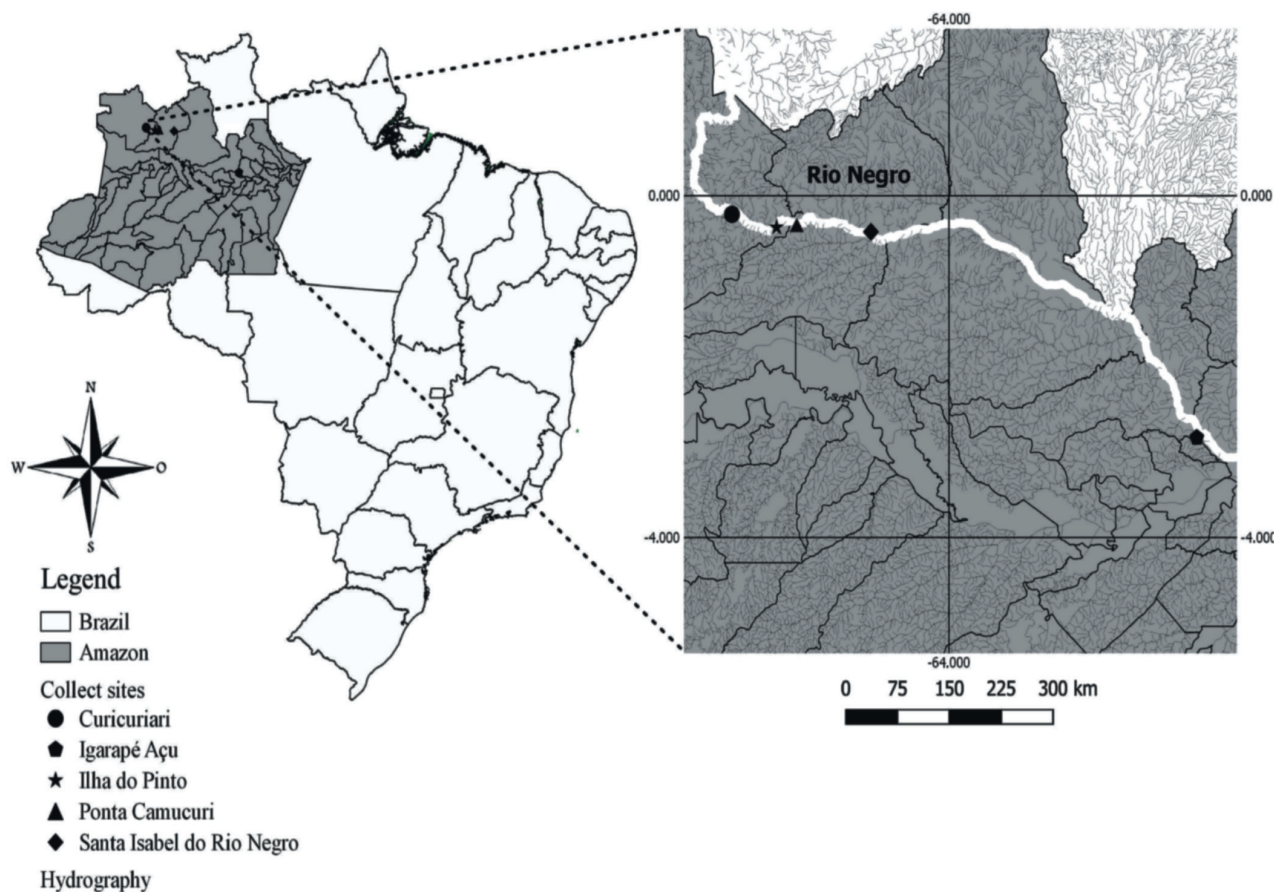 -64.000
Rio Negro
0.000
0.000
-4.000
-4.000
-64.000
0 75 150 225 300 km
N
W
O
S
Legend
Brazil
Amazon
Collect sites
Curicuriari
Igarapé Açu
Ilha do Pinto
Ponta Camucuri
Santa Isabel do Rio Negro
Hydrography